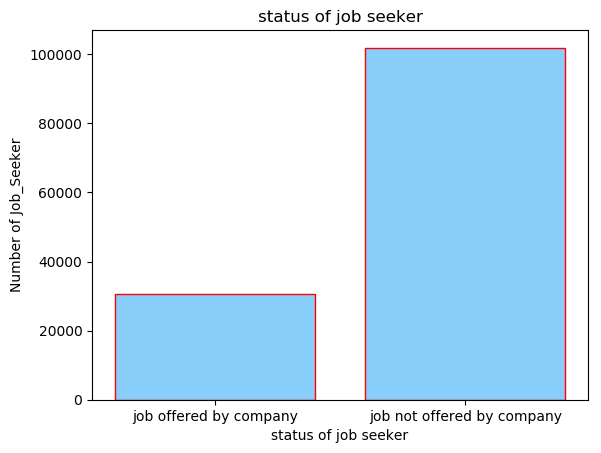 status of job seeker
100000
80000
60000
40000
20000
0
Number of Job_Seeker
job offered by company
job not offered by company
status of job seeker